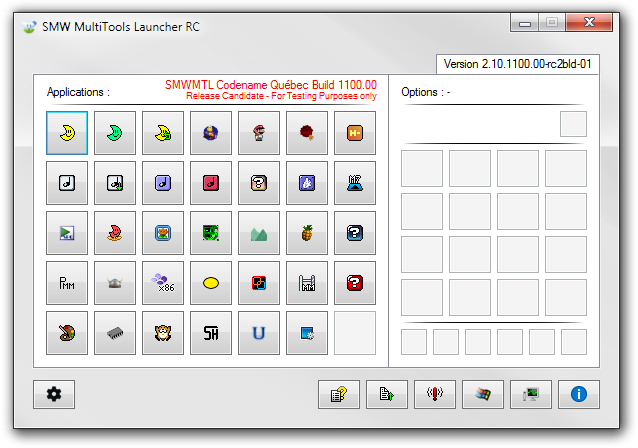 SMW MultiTools Launcher RC
Version 2.10.1100.00-rc2bld-01
Applications :
SMWMTL Codename Québec Build 1100.00
Release Candidate - For Testing Purposes only
Options : -
H-
?
?
PMM
x86
?
SH
U
?
i